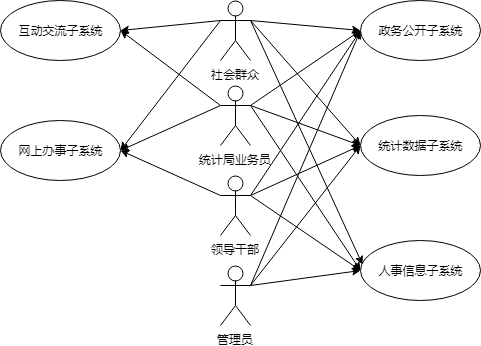 互动交流子系统
政务公开子系统
社会群众
网上办事子系统
统计局业务员
统计数据子系统
领导干部
人事信息子系统
管理员